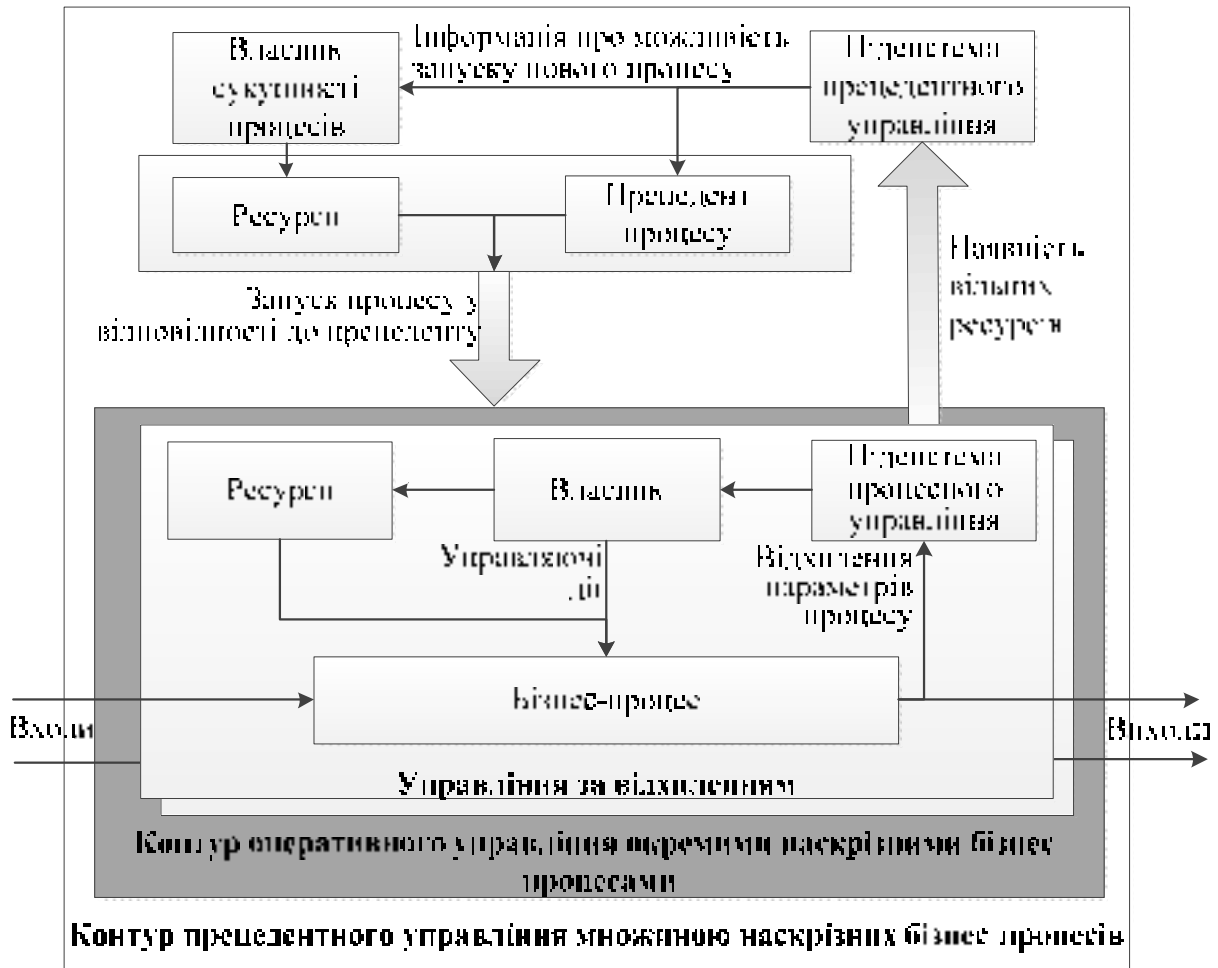 Власник
сукупності
процесів
Інформація про можливість
запуску нового процесу
Підсистема
прецедентного
управління
Ресурси
Прецедент
процесу
Запуск процесу у
відповідності до прецеденту
Наявність
вільних
ресурсів
Ресурси
Власник
Підсистема
процесного
управління
Управляючі
дії
Відхилення
параметрів
процесу
Бізнес-процес
Входи
Виходи
Управління за відхиленням
Контур оперативного управління окремими наскрізними бізнес
процесами
Контур прецедентного управління множиною наскрізних бізнес процесів